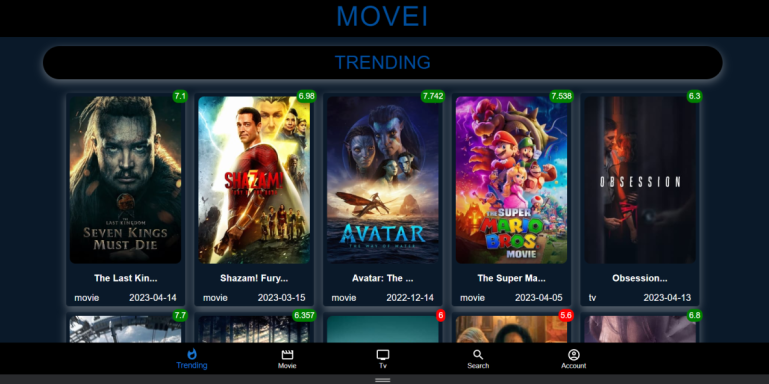 MOVEI
TRENDING
7.1
6.98
7.742
7.538
6.3
THE
LAST KINGDOM
SEVEN KINGS
MUST DIE
SHAZAM!
AVATAR
THE WAY OF WATER
THE SUPER
MARIO
BROS
MOVIE
OBSESSION
The Last Kin...
Shazam! Fury...
Avatar: The ...
The Super Ma...
Obsession...
movie 2023-04-14
movie 2023-03-15
movie 2022-12-14
movie 2023-04-05
tv 2023-04-13
7.7
6.357
6
5.6
6.8
Trending
Movie
Tv
Search
Account